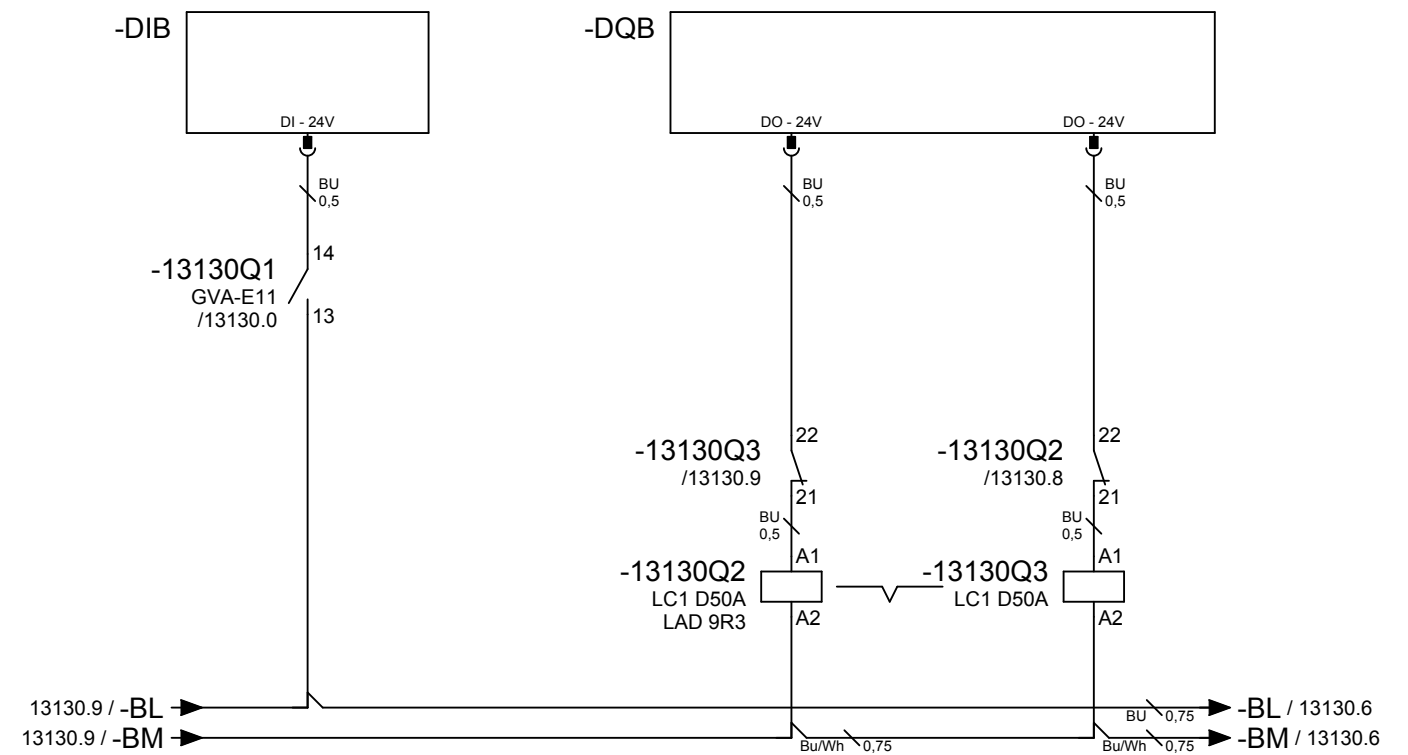 -DIB
-DQB
DI - 24V
DO - 24V
DO - 24V
BU
0,5
BU
0,5
BU
0,5
14
-13130Q1
GVA-E11
/13130.0
13
22
-13130Q3
/13130.9
21
22
-13130Q2
/13130.8
21
BU
0,5
BU
0,5
A1
-13130Q2
LC1 D50A
LAD 9R3
A2
A1
-13130Q3
LC1 D50A
A2
13130.9 / -BL
BU 0,75
-BL / 13130.6
13130.9 / -BM
Bu/Wh 0,75
Bu/Wh 0,75
-BM / 13130.6